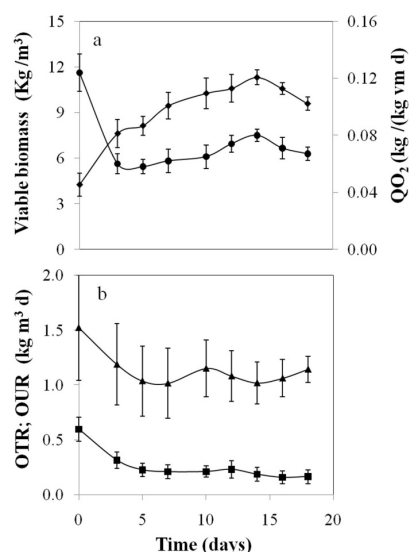 a
Viable biomass (Kg /m³)
15
12
9
6
3
0
QO₂ (kg /(kg vm d)
0.16
0.12
0.08
0.04
0.00
b
OTR; OUR (kg m³ d)
2.0
1.5
1.0
0.5
0.0
0 5 10 15 20
Time (days)